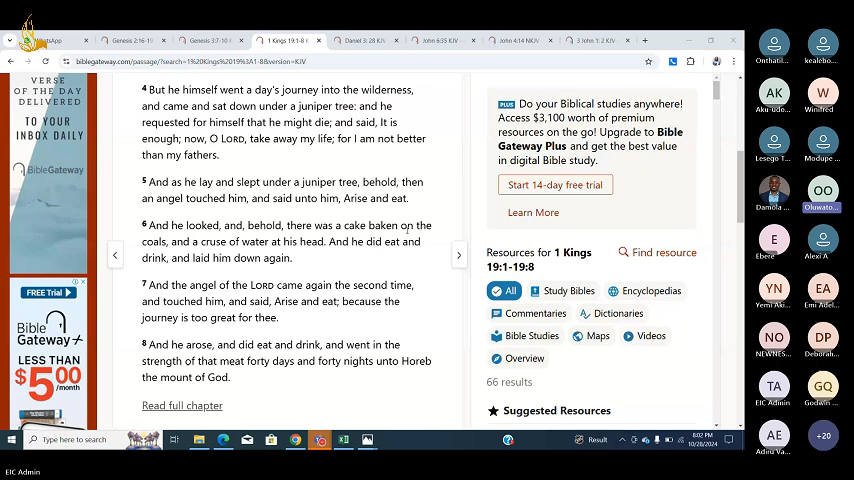 WhatsApp
Genesis 2:16-19
Genesis 3:7-10
1 Kings 19:1-8 KJV
Daniel 3: 28 KJV
John 6:35 KJV
John 4:14 NKJV
3 John 1: 2 KJV
biblegateway.com/passage/?search=1%20Kings%2019%3A1-8&version=KJV
VERSE
OF THE DAY
DELIVERED
TO YOUR
INBOX DAILY
BIBLEGATEWAY
FREE Trial
Bible
Gateway+
LESS THAN
$5.00
/month
4 But he himself went a day's journey into the wilderness,
and came and sat down under a juniper tree: and he
requested for himself that he might die; and said, It is
enough; now, O LORD, take away my life; for I am not better
than my fathers.
5 And as he lay and slept under a juniper tree, behold, then
an angel touched him, and said unto him, Arise and eat.
6 And he looked, and, behold, there was a cake baken on the
coals, and a cruse of water at his head. And he did eat and
drink, and laid him down again.
7 And the angel of the LORD came again the second time,
and touched him, and said, Arise and eat; because the
journey is too great for thee.
8 And he arose, and did eat and drink, and went in the
strength of that meat forty days and forty nights unto Horeb
the mount of God.
Read full chapter
PLUS Do your Biblical studies anywhere!
Access $3,100 worth of premium
resources on the go! Upgrade to Bible
Gateway Plus and get the best value
in digital Bible study.
Start 14-day free trial
Learn More
Resources for 1 Kings
19:1-19:8
Find resource
All
Study Bibles
Encyclopedias
Commentaries
Dictionaries
Bible Studies
Maps
Videos
Overview
66 results
Suggested Resources
Type here to search
Result
8:02 PM
10/28/2024
EIC Admin
Onthatil...
kealebo...
AK
Aku-udo...
W
Winifred
Lesego T...
Modupe ...
Damola ...
OO
Oluwato...
E
Ebere
Alexi A
YN
Yemi Aki...
EA
Emi Adel...
NO
NEWNES...
DP
Deborah...
TA
EIC Admin
GQ
Godwin ...
AE
Adiru Va...
+20